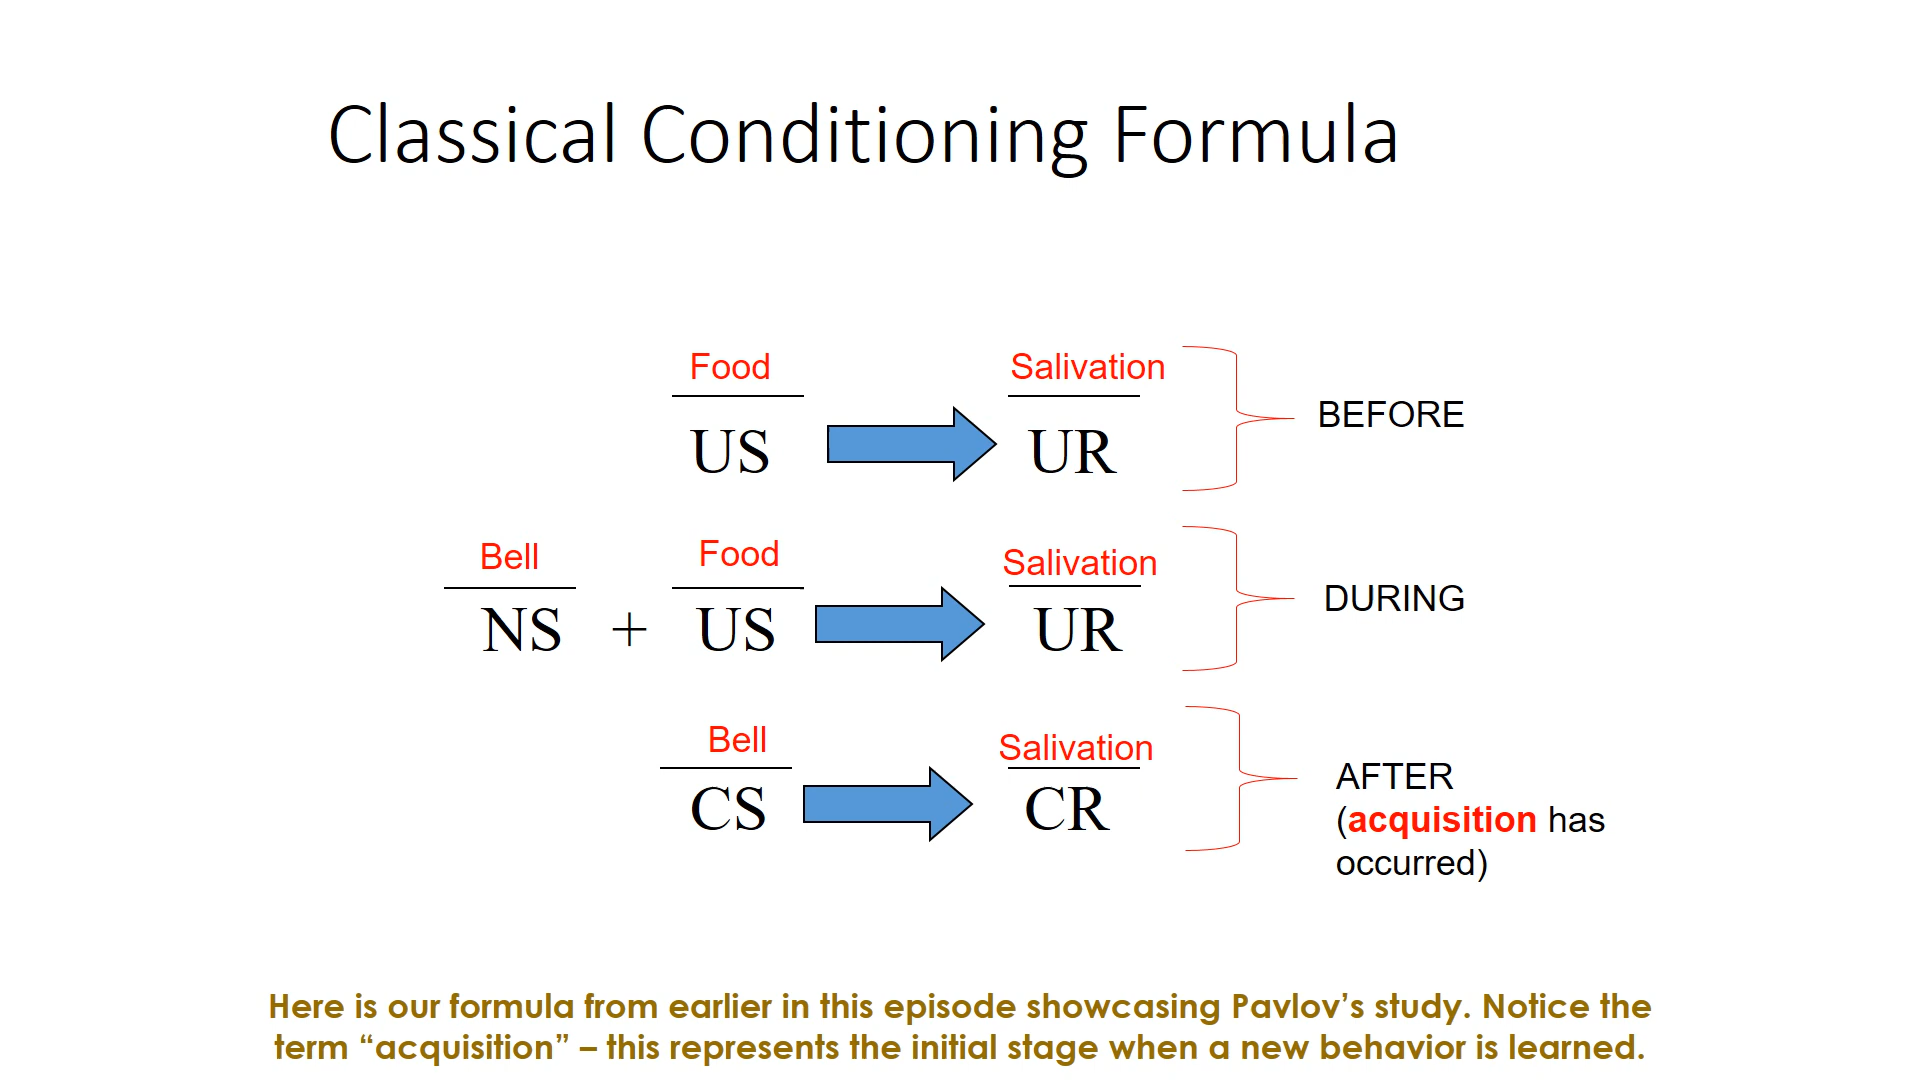 Classical Conditioning Formula
Food
Salivation
US
UR
BEFORE
Bell
Food
Salivation
NS + US
UR
DURING
Bell
Salivation
CS
CR
AFTER
(acquisition has
occurred)
Here is our formula from earlier in this episode showcasing Pavlov’s study. Notice the
term “acquisition” – this represents the initial stage when a new behavior is learned.